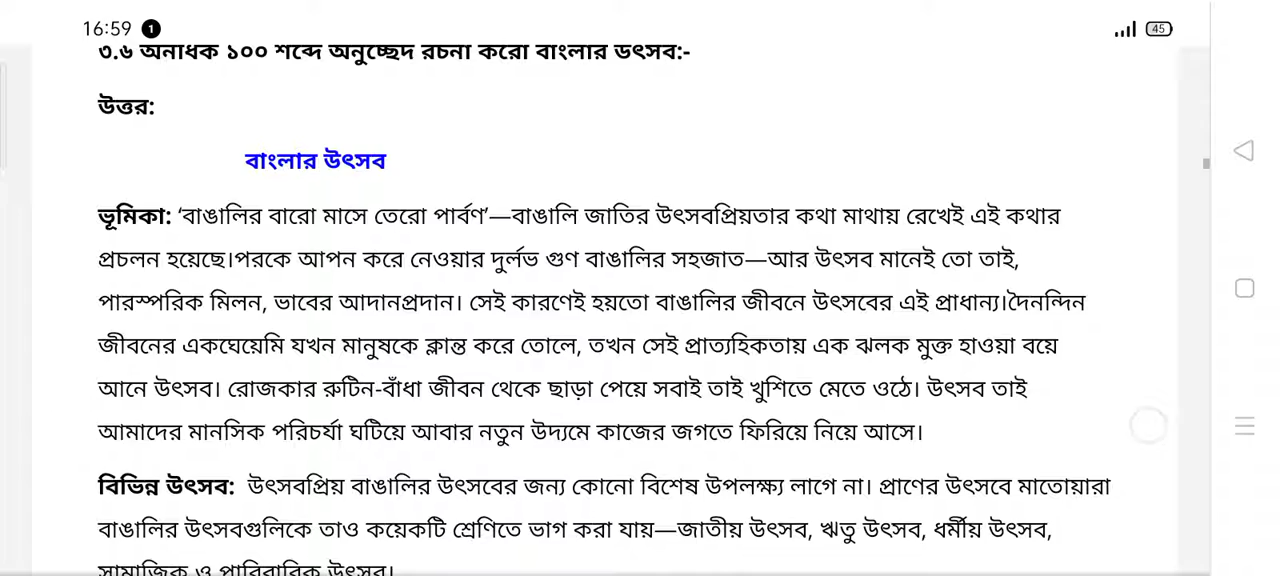 16:59 1 45
৩.৬ অনাধক ১০০ শব্দে অনুচ্ছেদ রচনা করো বাংলার উৎসব:-
উত্তর:
বাংলার উৎসব
ভূমিকা: ‘বাঙালির বারো মাসে তেরো পার্বণ’—বাঙালি জাতির উৎসবপ্রিয়তার কথা মাথায় রেখেই এই কথার
প্রচলন হয়েছে।পরকে আপন করে নেওয়ার দুর্লভ গুণ বাঙালির সহজাত—আর উৎসব মানেই তো তাই,
পারস্পরিক মিলন, ভাবের আদানপ্রদান। সেই কারণেই হয়তো বাঙালির জীবনে উৎসবের এই প্রাধান্য।দৈনন্দিন
জীবনের একঘেয়েমি যখন মানুষকে ক্লান্ত করে তোলে, তখন সেই প্রাত্যহিকতায় এক ঝলক মুক্ত হাওয়া বয়ে
আনে উৎসব। রোজকার রুটিন-বাঁধা জীবন থেকে ছাড়া পেয়ে সবাই তাই খুশিতে মেতে ওঠে। উৎসব তাই
আমাদের মানসিক পরিচর্যা ঘটিয়ে আবার নতুন উদ্যমে কাজের জগতে ফিরিয়ে নিয়ে আসে।
বিভিন্ন উৎসব: উৎসবপ্রিয় বাঙালির উৎসবের জন্য কোনো বিশেষ উপলক্ষ্য লাগে না। প্রাণের উৎসবে মাতোয়ারা
বাঙালির উৎসবগুলিকে তাও কয়েকটি শ্রেণিতে ভাগ করা যায়—জাতীয় উৎসব, ঋতু উৎসব, ধর্মীয় উৎসব,
সামাজিক ও পারিবারিক উৎসব।